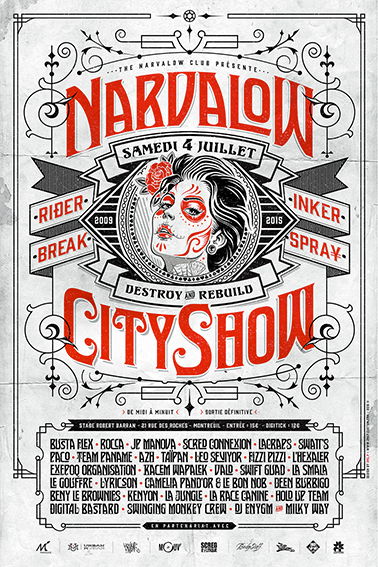 THE NARVALOW CLUB PRÉSENTE
NARVALOW
SAMEDI 4 JUILLET
RIDER
2009
2015
INKER
BREAK
SPRAY
DESTROY AND REBUILD
CITY SHOW
DE MIDI À MINUIT
SORTIE DÉFINITIVE
STADE ROBERT BARRAN • 21 RUE DES ROCHES - MONTREUIL - ENTRÉE = 15€ - DIGITICK = 12€
BUSTA FLEX • ROCCA • JP MANOVA • SCRED CONNEXION • LACRAPS • SWATT'S
PACO • TEAM PANAME • AZH • TAÏPAN • LEO SEVYOR • FIZZI PIZZI • L'HEXALER
EXEPOQ ORGANISATION • KACEM WAPALEK • VALD • SWIFT GUAD • LA SMALA
LE GOUFFRE • LYRICSON • CAMELIA PAND'OR & LE BON NOB • DEEN BURBIGO
BENY LE BROWNIES • KENYON • LA JUNGLE • LA RACE CANINE • HOLD UP TEAM
DIGITAL BASTARD • SWINGING MONKEY CREW • DJ ENYGM AND MILKY WAY
EN PARTENARIAT AVEC